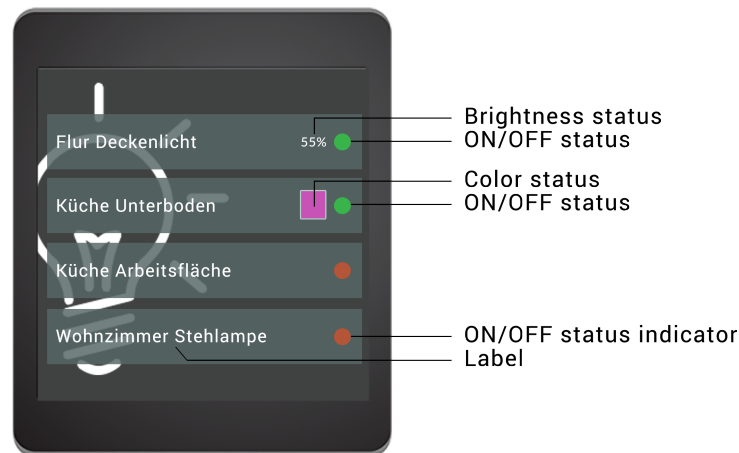 Brightness status
Flur Deckenlicht 55% ON/OFF status
Color status
Küche Unterboden ON/OFF status
Küche Arbeitsfläche
Wohnzimmer Stehlampe ON/OFF status indicator
Label